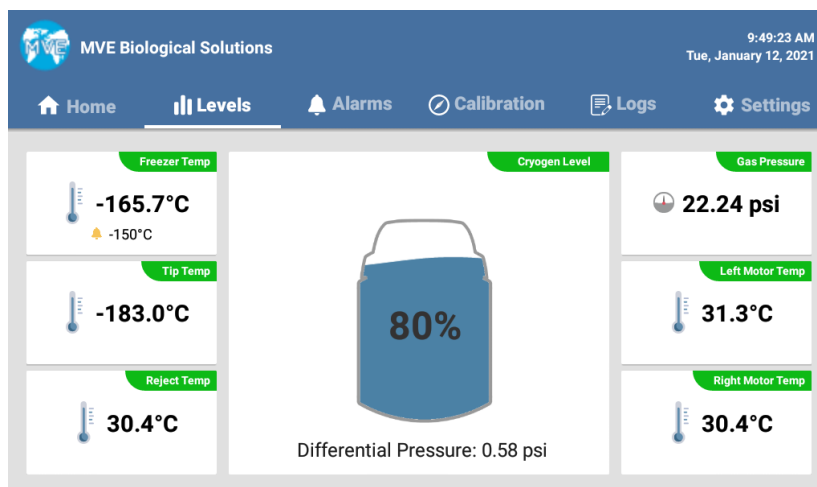 MVE
MVE Biological Solutions
9:49:23 AM
Tue, January 12, 2021
Home
Levels
Alarms
Calibration
Logs
Settings
Freezer Temp
-165.7°C
-150°C
Tip Temp
-183.0°C
Reject Temp
30.4°C
Cryogen Level
80%
Differential Pressure: 0.58 psi
Gas Pressure
22.24 psi
Left Motor Temp
31.3°C
Right Motor Temp
30.4°C